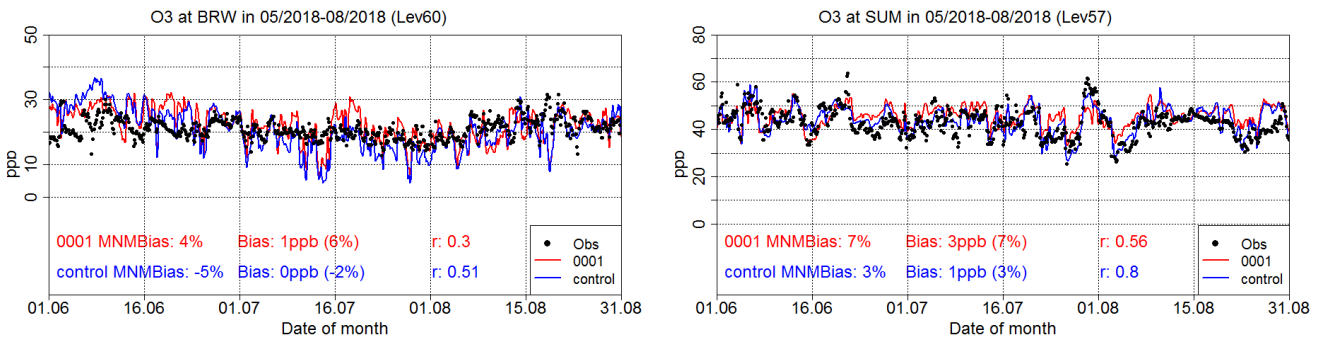 O3 at BRW in 05/2018-08/2018 (Lev60)
50
30
10
0
ppb
0001 MNMBias: 4% Bias: 1ppb (6%) r: 0.3
control MNMBias: -5% Bias: 0ppb (-2%) r: 0.51
Obs
0001
control
01.06 16.06 01.07 16.07 01.08 15.08 31.08
Date of month
O3 at SUM in 05/2018-08/2018 (Lev57)
80
60
40
20
0
ppb
0001 MNMBias: 7% Bias: 3ppb (7%) r: 0.56
control MNMBias: 3% Bias: 1ppb (3%) r: 0.8
Obs
0001
control
01.06 16.06 01.07 16.07 01.08 15.08 31.08
Date of month